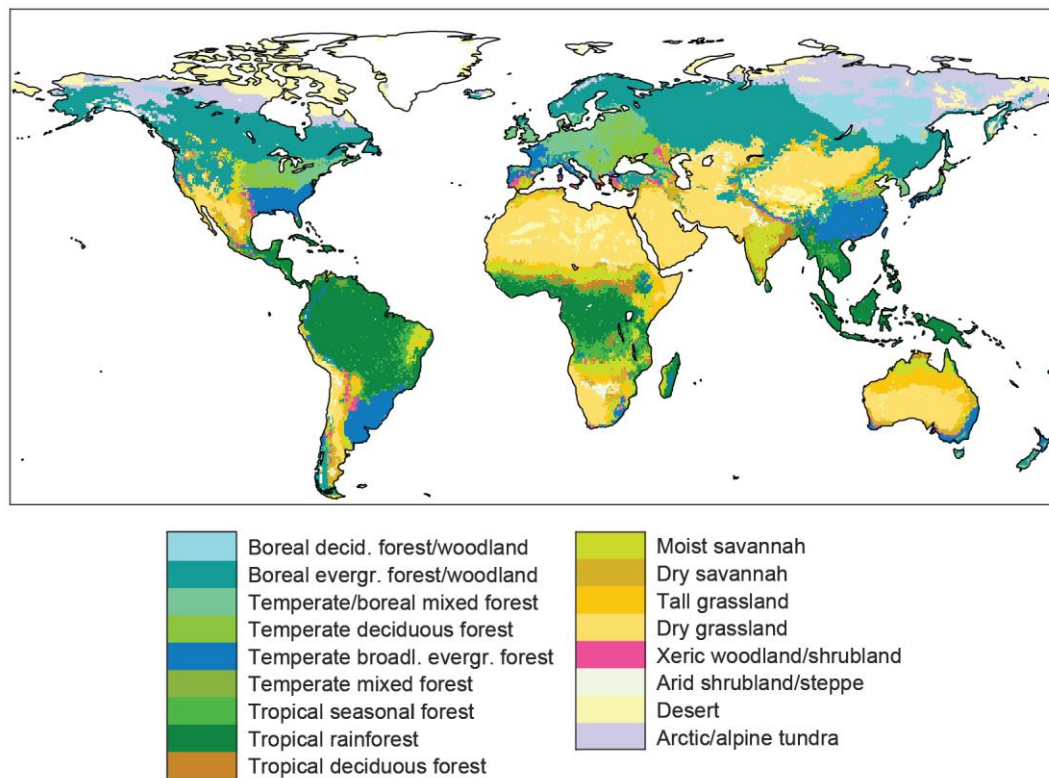 Boreal decid. forest/woodland
Boreal evergr. forest/woodland
Temperate/boreal mixed forest
Temperate deciduous forest
Temperate broadl. evergr. forest
Temperate mixed forest
Tropical seasonal forest
Tropical rainforest
Tropical deciduous forest
Moist savannah
Dry savannah
Tall grassland
Dry grassland
Xeric woodland/shrubland
Arid shrubland/steppe
Desert
Arctic/alpine tundra